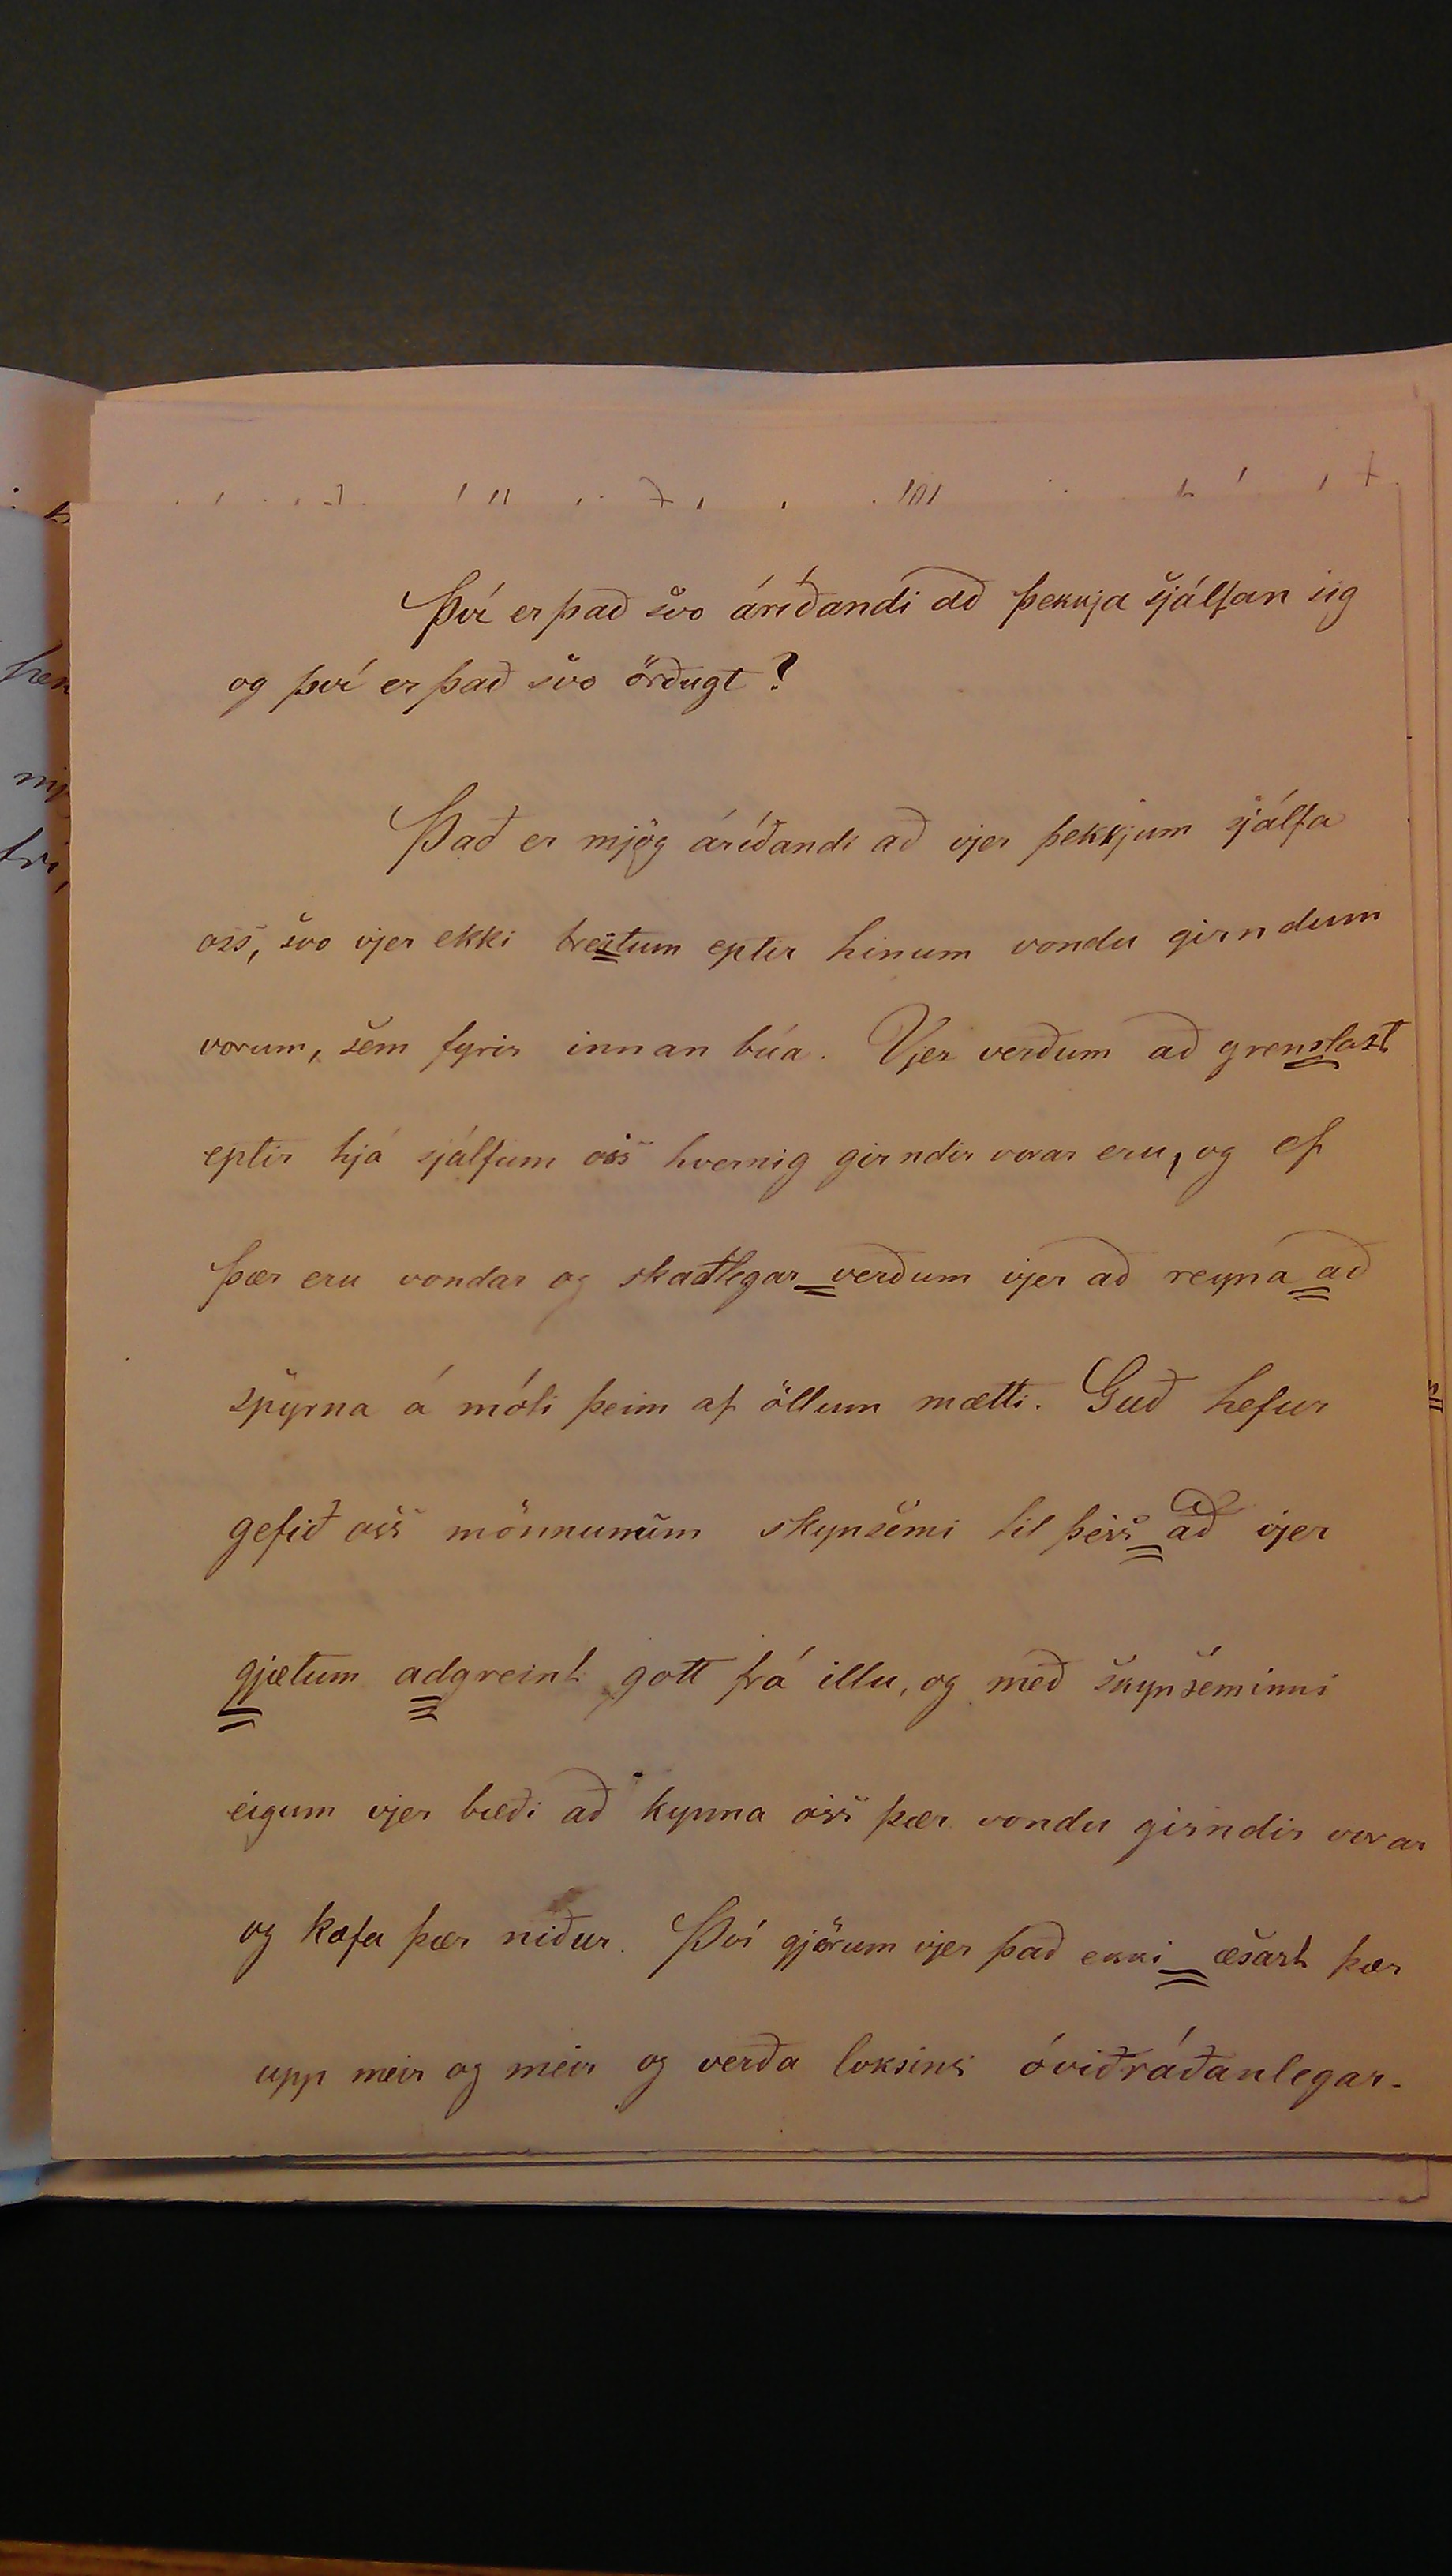 Því er það svo áríðandi að þekkja sjálfan sig
og því er það svo örðugt?
Það er mjög áríðandi að vjer þekkjum sjálfa
oss, svo vjer ekki breitum eptir hinum vondu girndum
vorum, sem fyrir innan búa. Vjer verðum að grenslast
eptir hjá sjálfum oss hvernig girndir vorar eru, og ef
þær eru vondar og skaðlegar verðum vjer að reyna að
spyrna á móti þeim af öllum mætti. Guð hefur
gefið oss mönnunum skynsemi til þess að vjer
gjætum adgreint gott frá illu, og með skynseminni
eigum vjer bæði að kynna oss þær vondu girndir vorar
og kæfa þær niður. Því gjörum vjer það ekki æsast þær
upp meir og meir og verða loksins óviðráðanlegar.